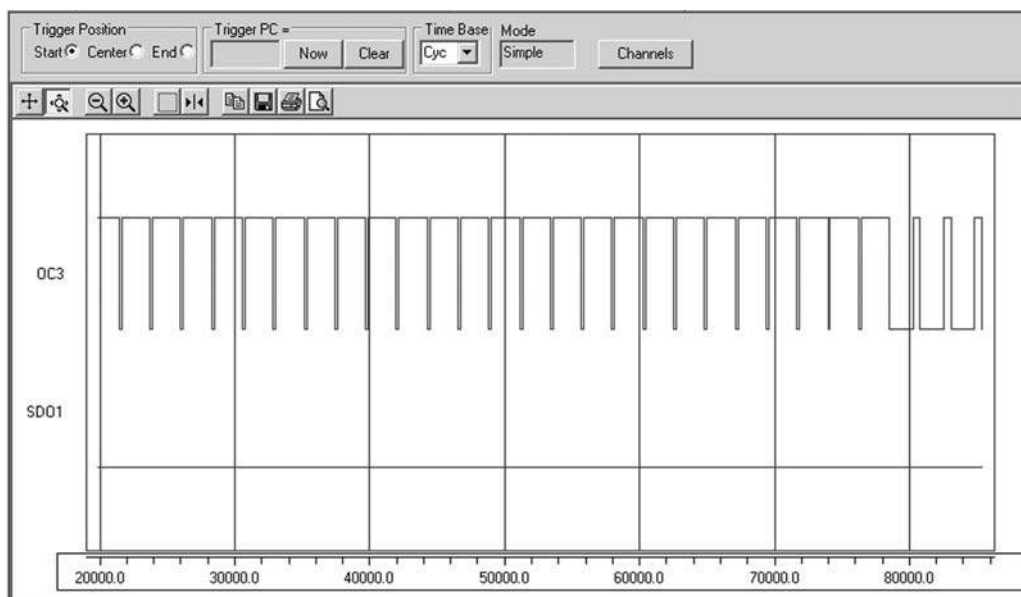 Trigger Position Trigger PC = Time Base Mode
Start Center End Now Clear Cyc Simple Channels
OC3
SDO1
20000.0 30000.0 40000.0 50000.0 60000.0 70000.0 80000.0